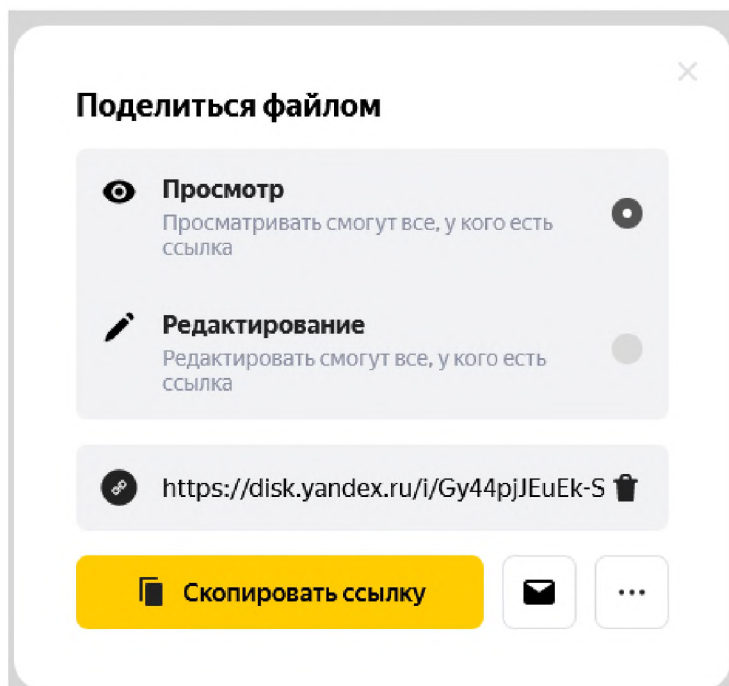 Поделиться файлом
Просмотр
Просматривать смогут все, у кого есть
ссылка
Редактирование
Редактировать смогут все, у кого есть
ссылка
https://disk.yandex.ru/i/Gy44pjJEuEk-S
Скопировать ссылку